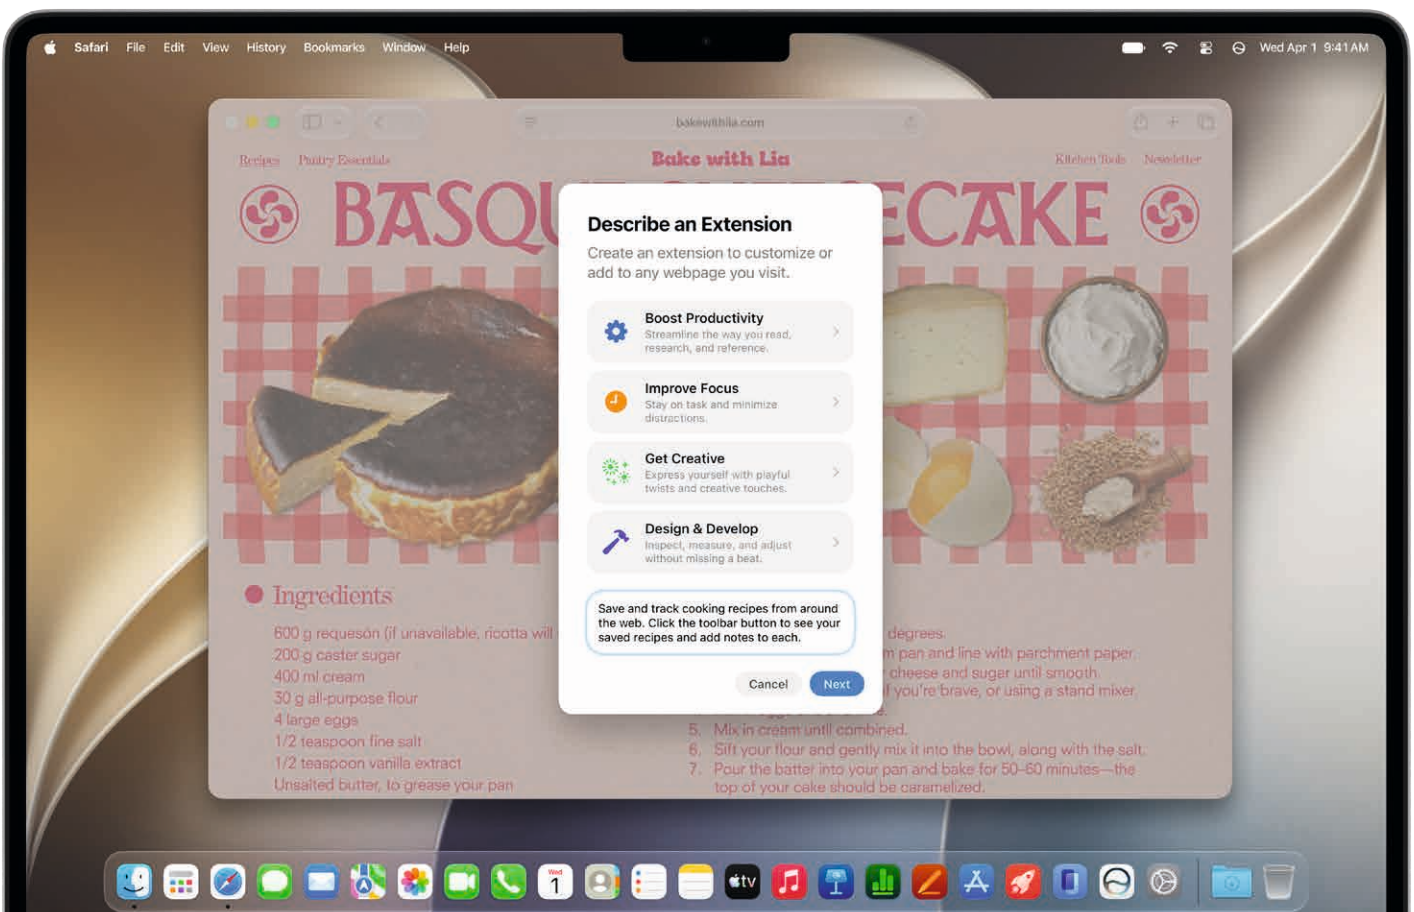 Safari File Edit View History Bookmarks Window Help
Wed Apr 1 9:41 AM
bakewithlia.com
Recipes Pantry Essentials
Bake with Lia
Kitchen Tools Newsletter
BASQU ECAKE
Describe an Extension
Create an extension to customize or
add to any webpage you visit.
Boost Productivity
Streamline the way you read,
research, and reference.
Improve Focus
Stay on task and minimize
distractions.
Get Creative
Express yourself with playful
twists and creative touches.
Design & Develop
Inspect, measure, and adjust
without missing a beat.
Save and track cooking recipes from around
the web. Click the toolbar button to see your
saved recipes and add notes to each.
Cancel Next
Ingredients
600 g requesón (if unavailable, ricotta will
200 g caster sugar
400 ml cream
30 g all-purpose flour
4 large eggs
1/2 teaspoon fine salt
1/2 teaspoon vanilla extract
Unsalted butter, to grease your pan
degrees.
pan and line with parchment paper.
cheese and sugar until smooth.
if you're brave, or using a stand mixer,
5. Mix in cream until combined.
6. Sift your flour and gently mix it into the bowl, along with the salt.
7. Pour the batter into your pan and bake for 50–60 minutes—the
top of your cake should be caramelized.
Wed
1
tv